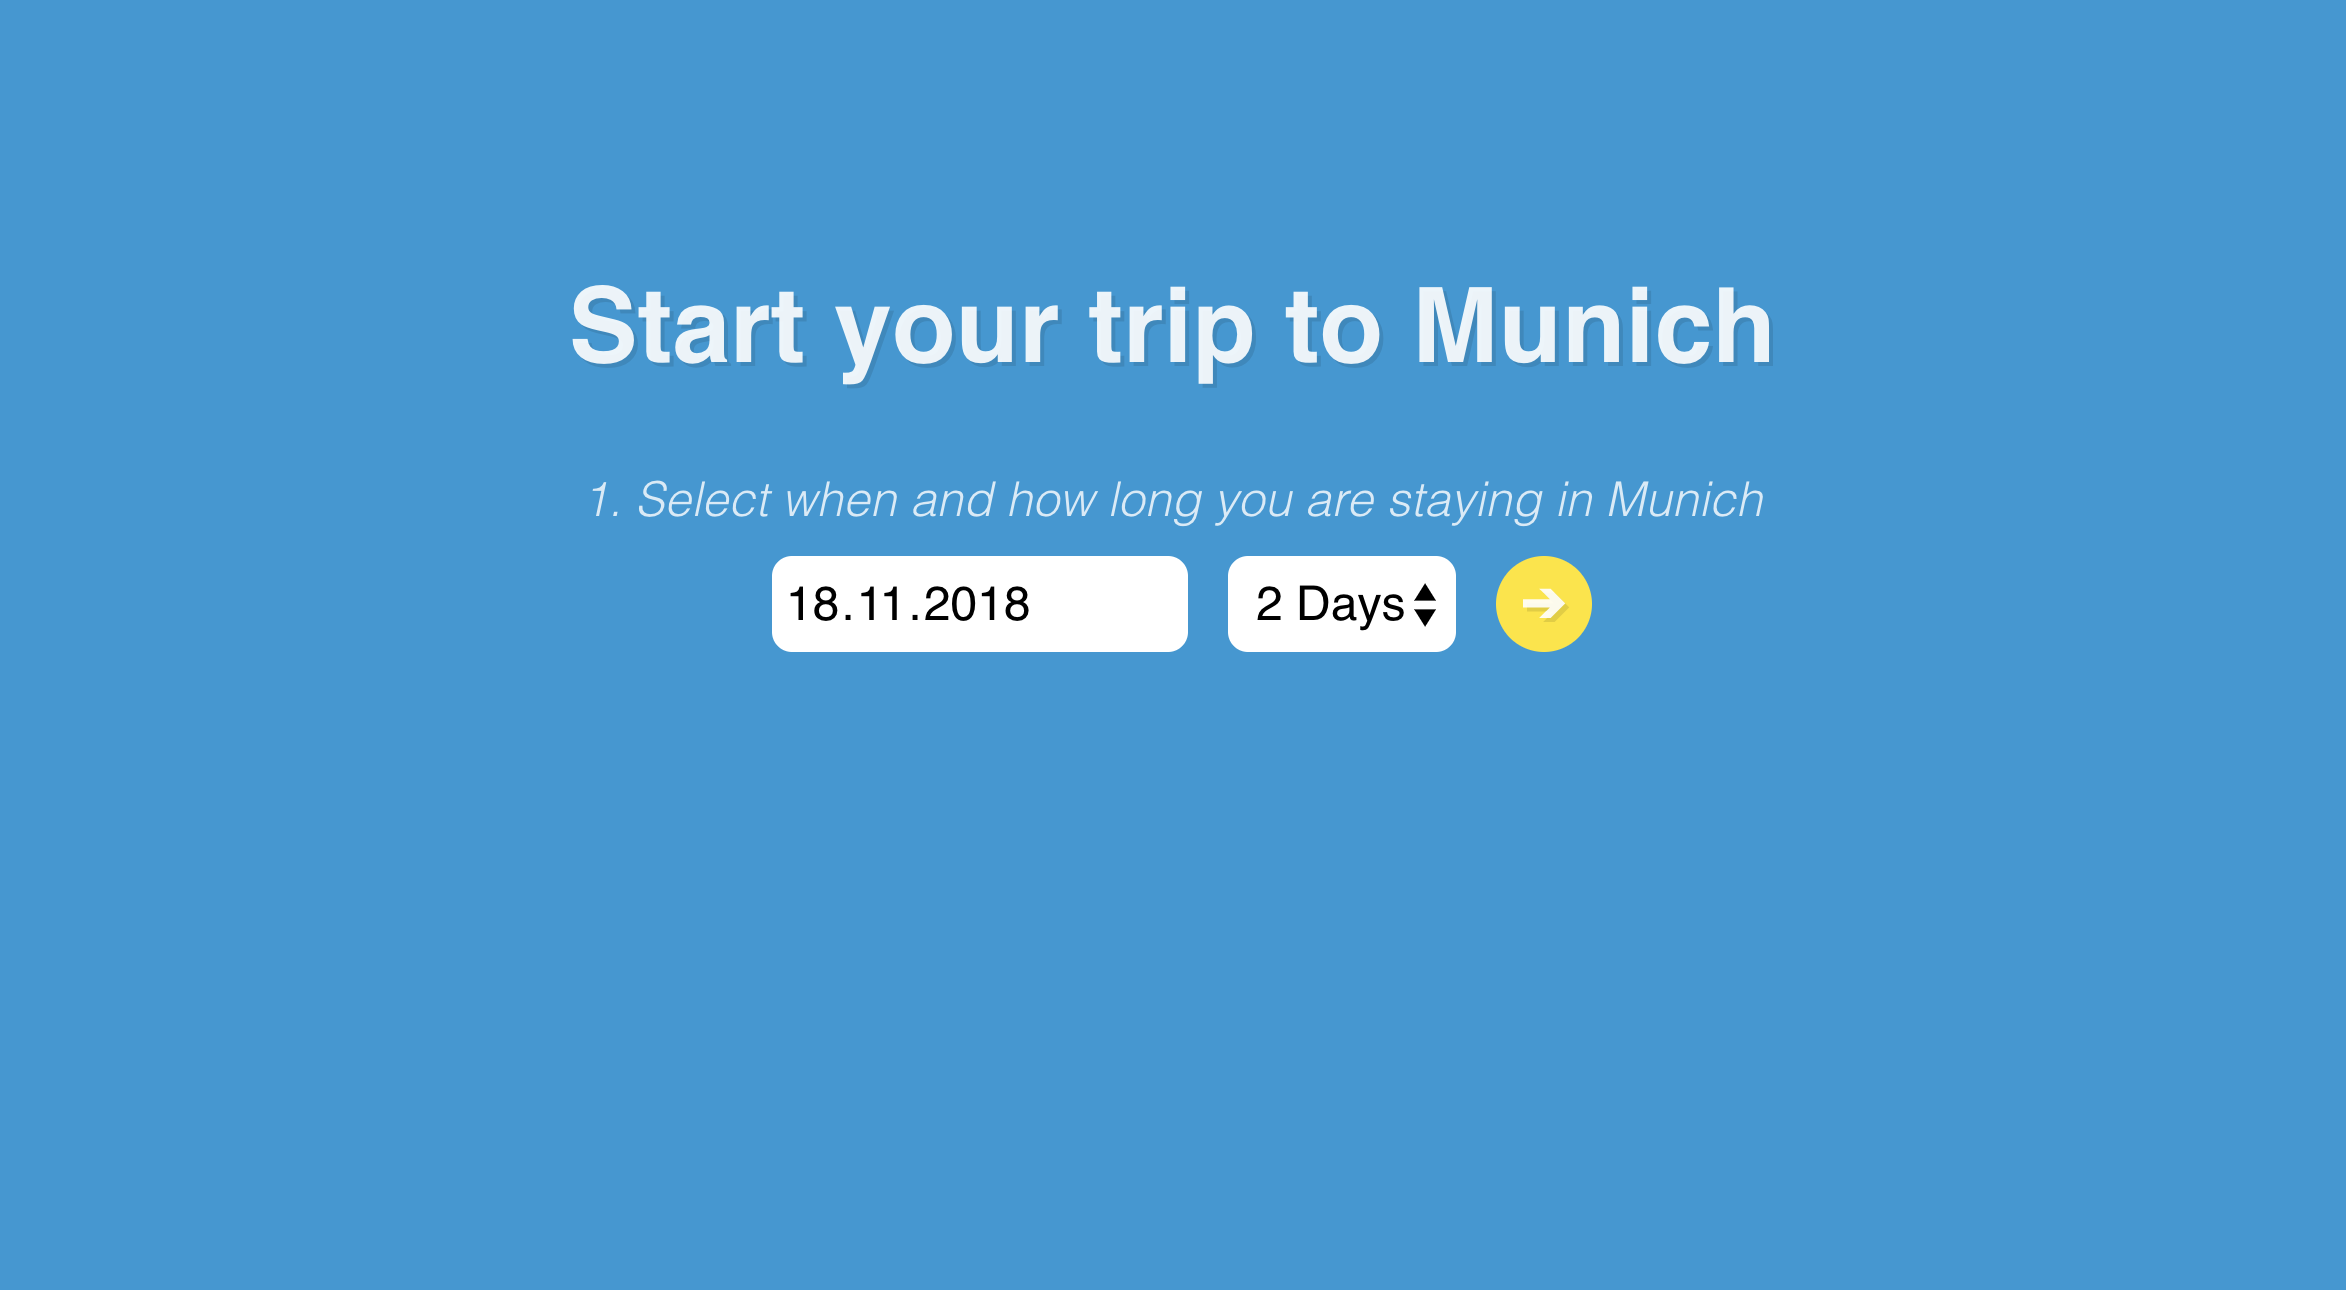 Start your trip to Munich
1. Select when and how long you are staying in Munich
18.11.2018 2 Days